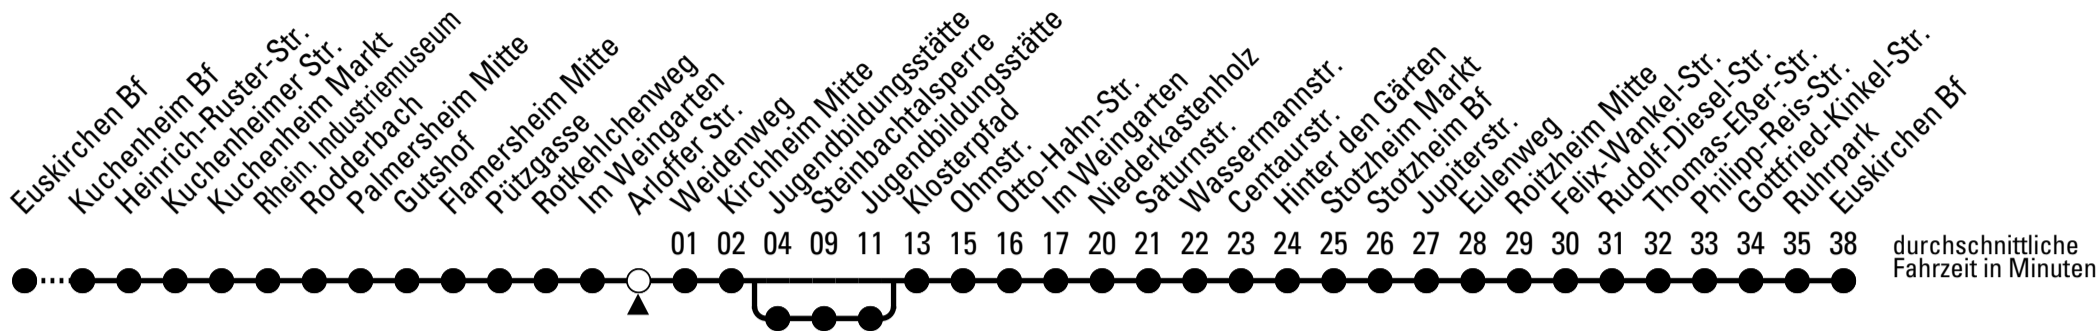 Euskirchen Bf
Kuchenheim Bf
Heinrich-Ruster-Str.
Kuchenheimer Str.
Kuchenheim Markt
Rhein. Industriemuseum
Rodderbach
Palmersheim Mitte
Gutshof
Flamersheim Mitte
Pützgasse
Rotkehlchenweg
Im Weingarten
Arloffer Str.
Weidenweg
Kirchheim Mitte
Jugendbildungsstätte
Steinbachtalsperre
Jugendbildungsstätte
Klosterpfad
Ohmstr.
Otto-Hahn-Str.
Im Weingarten
Niederkastenholz
Saturnstr.
Wassermannstr.
Centaurstr.
Hinter den Gärten
Stotzheim Markt
Stotzheim Bf
Jupiterstr.
Eulenweg
Roitzheim Mitte
Felix-Wankel-Str.
Rudolf-Diesel-Str.
Thomas-Eßer-Str.
Philipp-Reis-Str.
Gottfried-Kinkel-Str.
Ruhrpark
Euskirchen Bf
01 02 04 09 11 13 15 16 17 20 21 22 23 24 25 26 27 28 29 30 31 32 33 34 35 38
durchschnittliche
Fahrzeit in Minuten